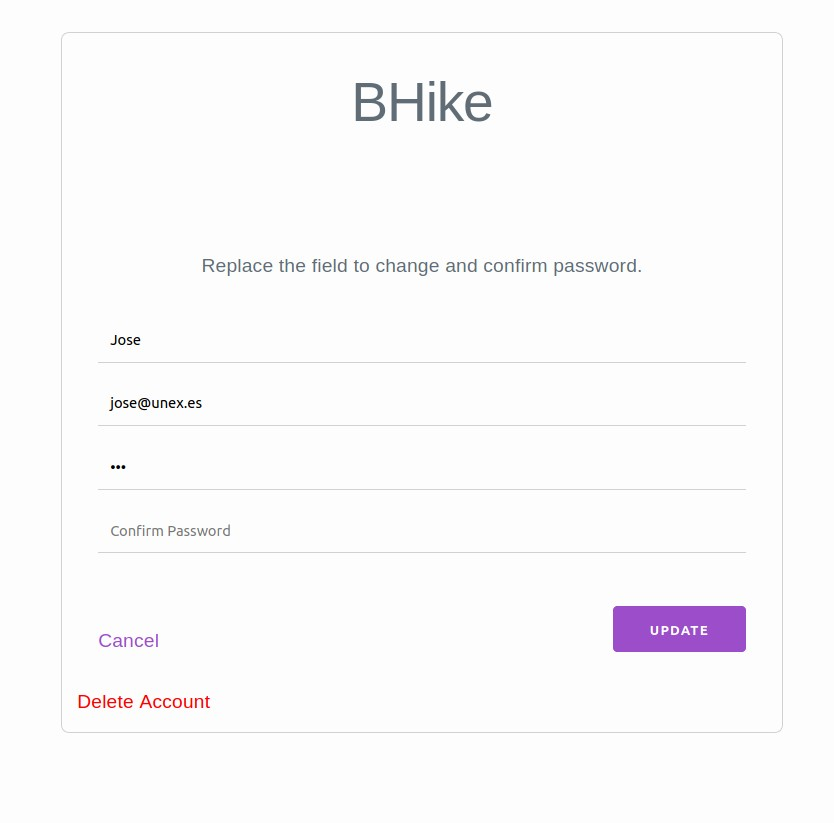 BHike
Replace the field to change and confirm password.
Jose
jose@unex.es
•••
Confirm Password
Cancel
UPDATE
Delete Account